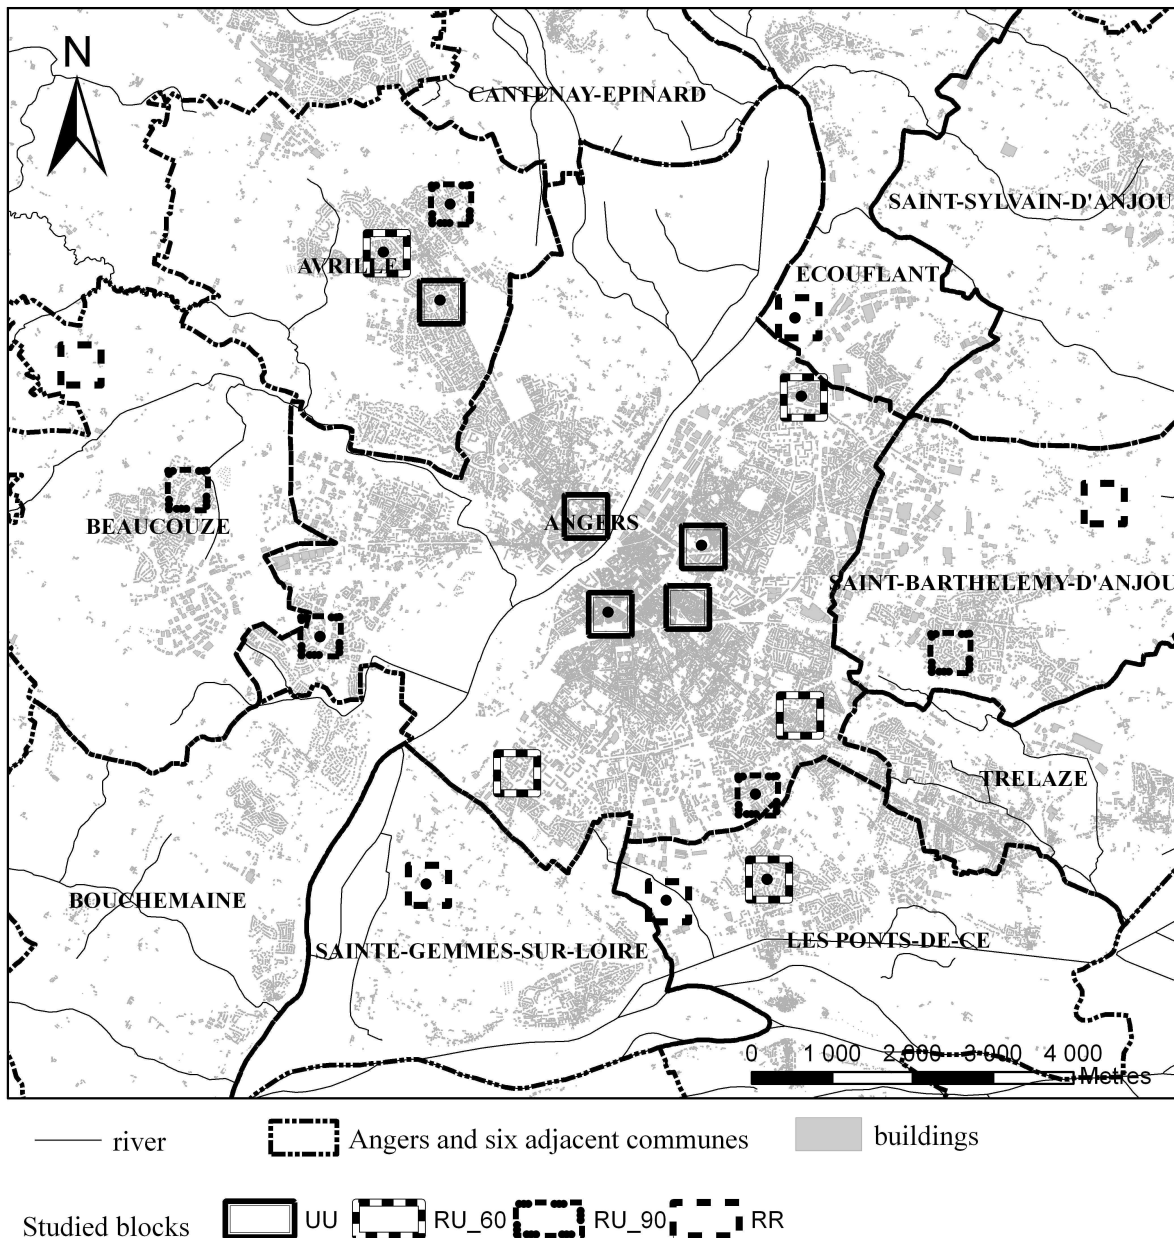 N
CANTENAY-EPINARD
SAINT-SYLVAIN-D'ANJOU
AVRILLE
ECOUFLANT
BEAUCOUZE
ANGERS
SAINT-BARTHELEMY-D'ANJOU
TRELAZE
BOUCHEMAINE
SAINTE-GEMMES-SUR-LOIRE
LES PONTS-DE-CE
0 1 000 2 000 3 000 4 000
Metres
river Angers and six adjacent communes buildings
Studied blocks UU RU_60 RU_90 RR